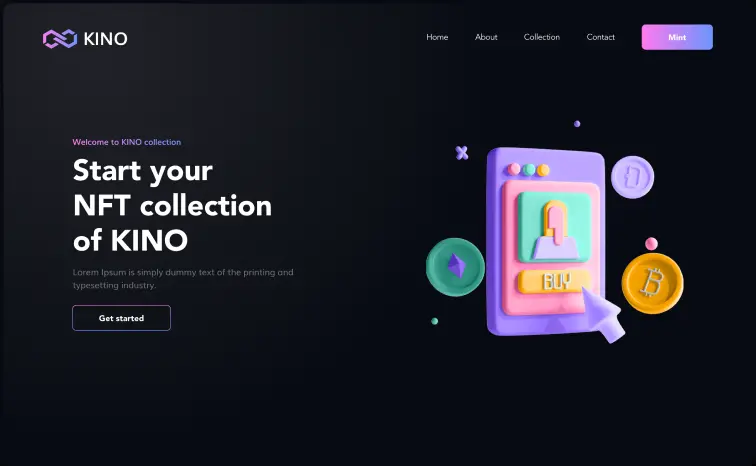 KINO
Home About Collection Contact Mint
Welcome to KINO collection
Start your
NFT collection
of KINO
Lorem Ipsum is simply dummy text of the printing and
typesetting industry.
Get started
BUY